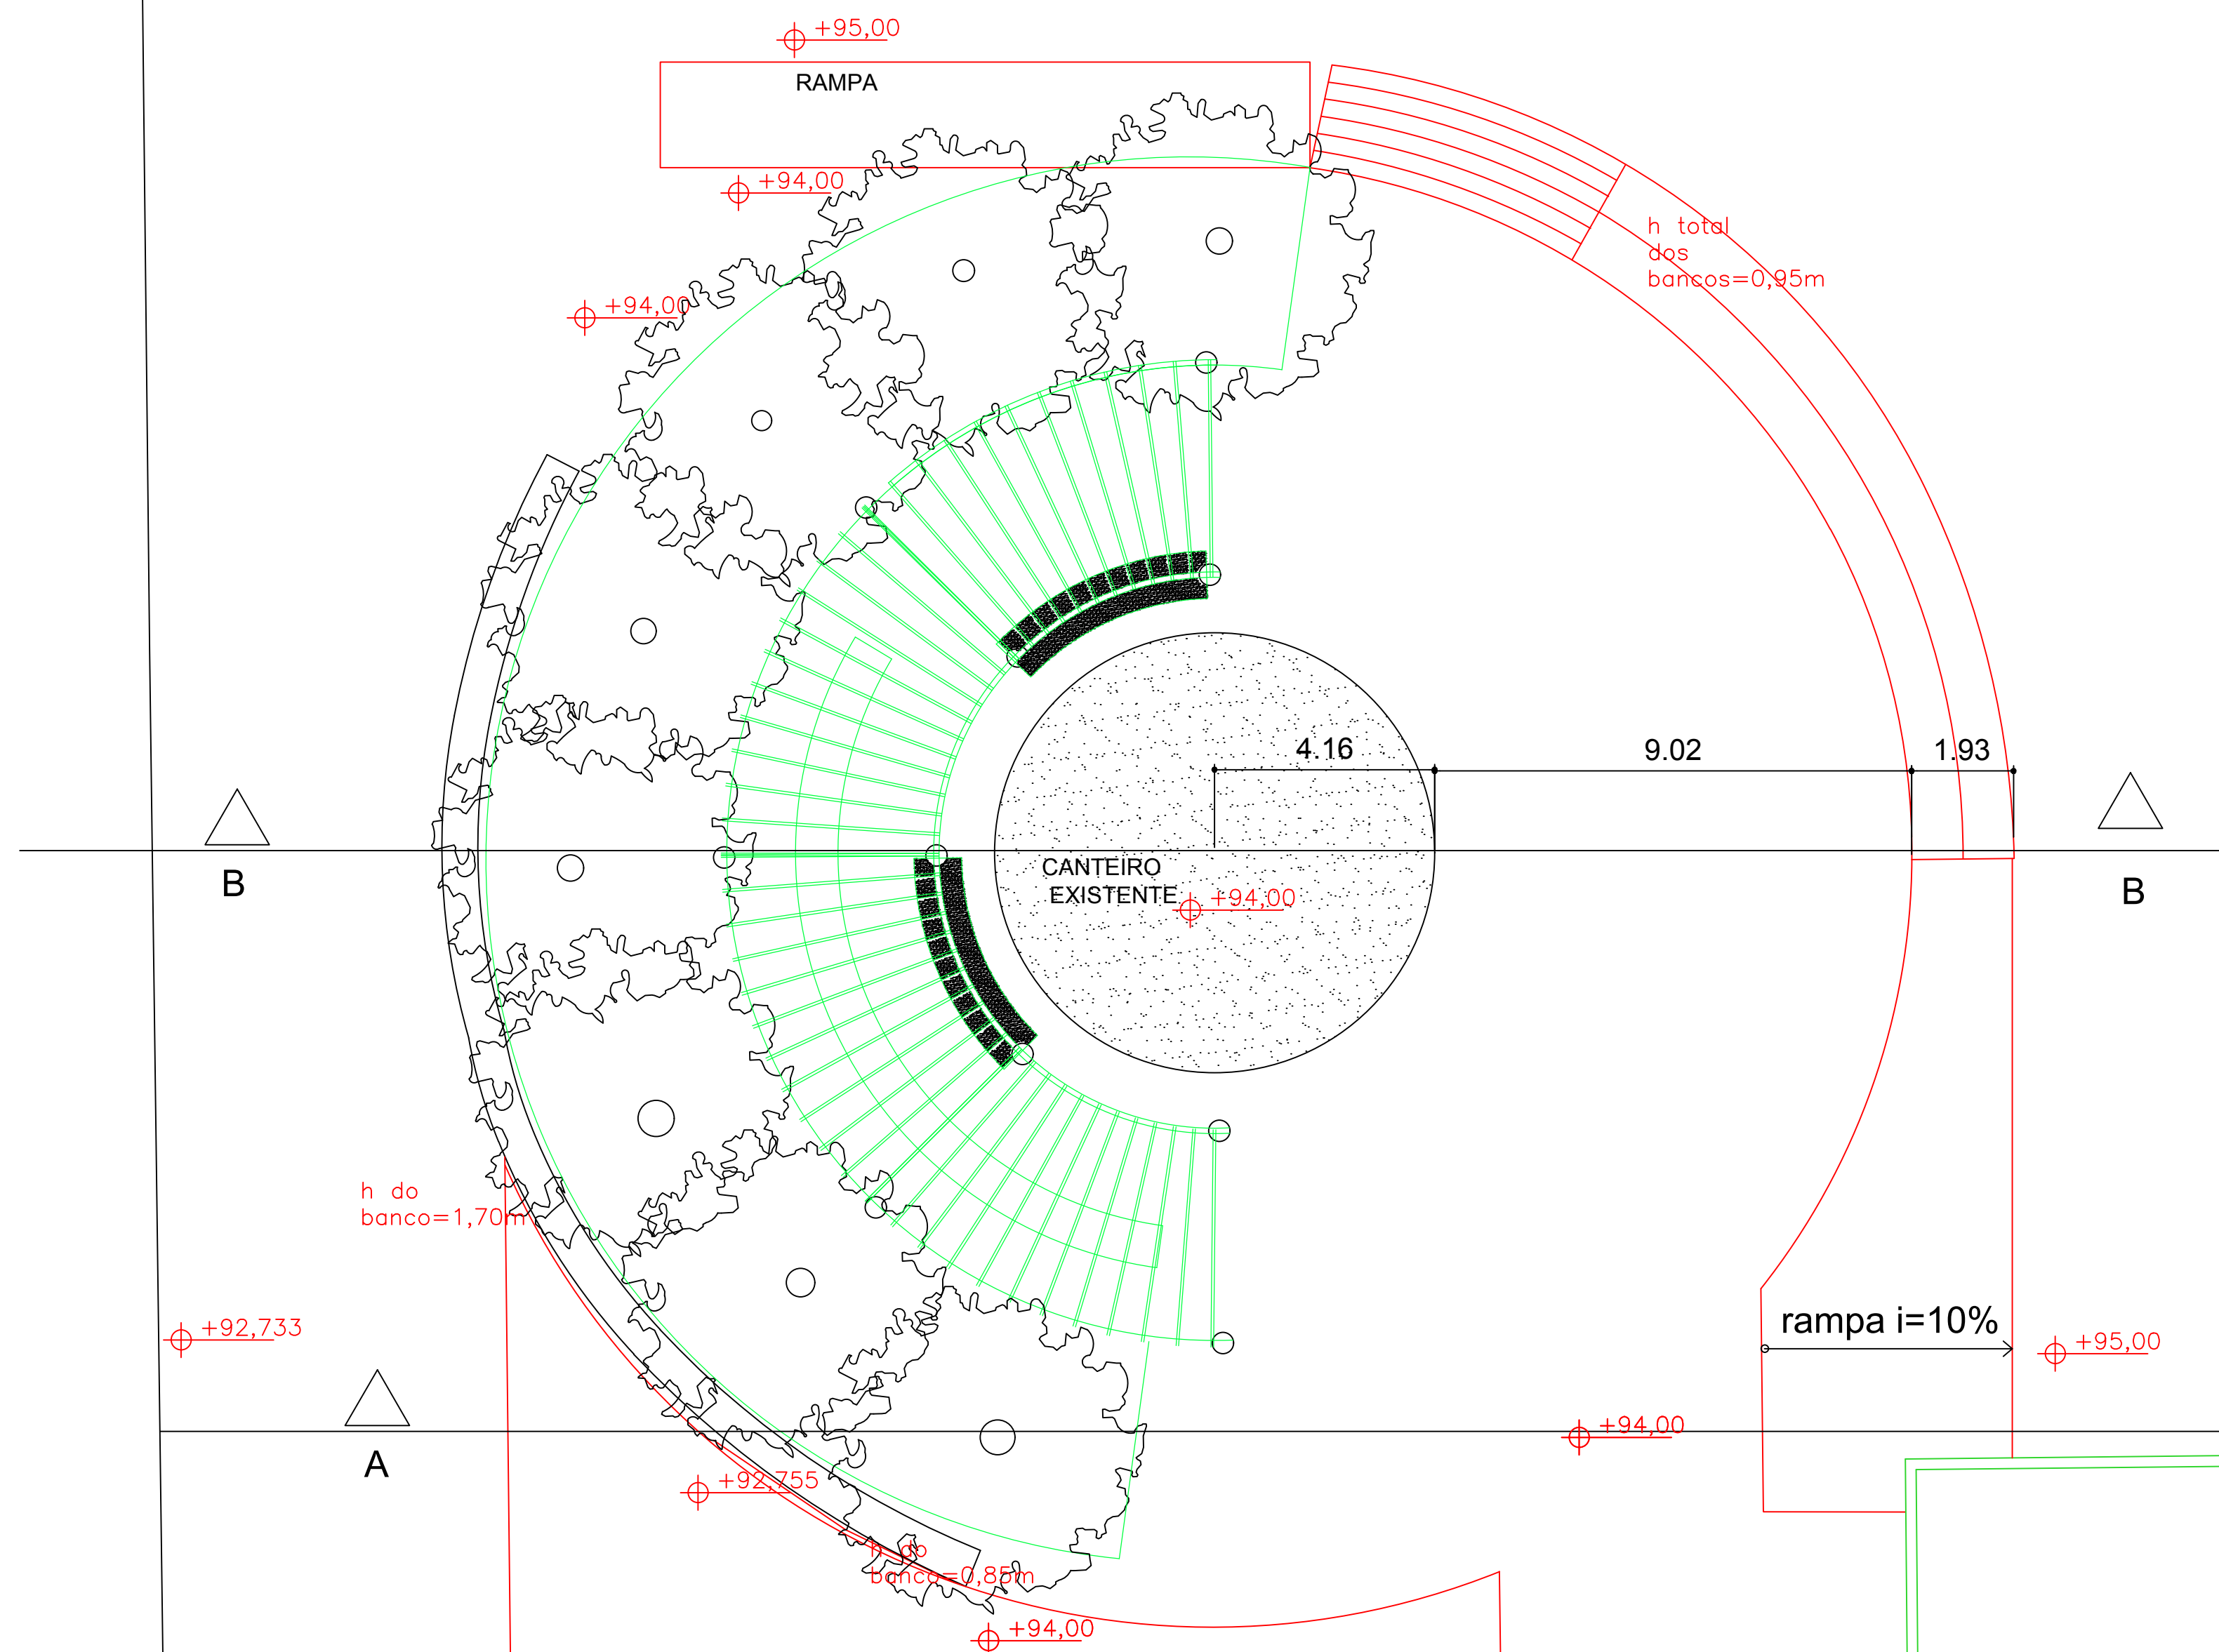 +95,00
RAMPA
+94,00
h total
dos
bancos=0,95m
+94,00
4.16
9.02
1.93
B
CANTEIRO
EXISTENTE
+94,00
B
h do
banco=1,70m
+92,733
rampa i=10%
+95,00
A
+94,00
+92,755
h do
banco=0,85m
+94,00